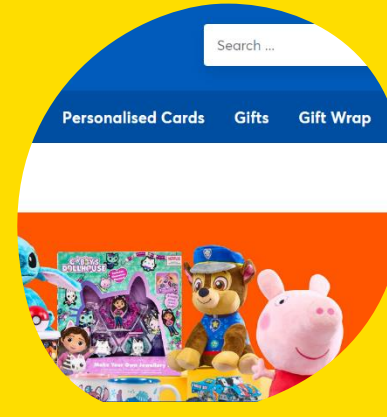 Search ...
Personalised Cards Gifts Gift Wrap
GABBY'S
DOLLHOUSE
Make Your Own Jewellery